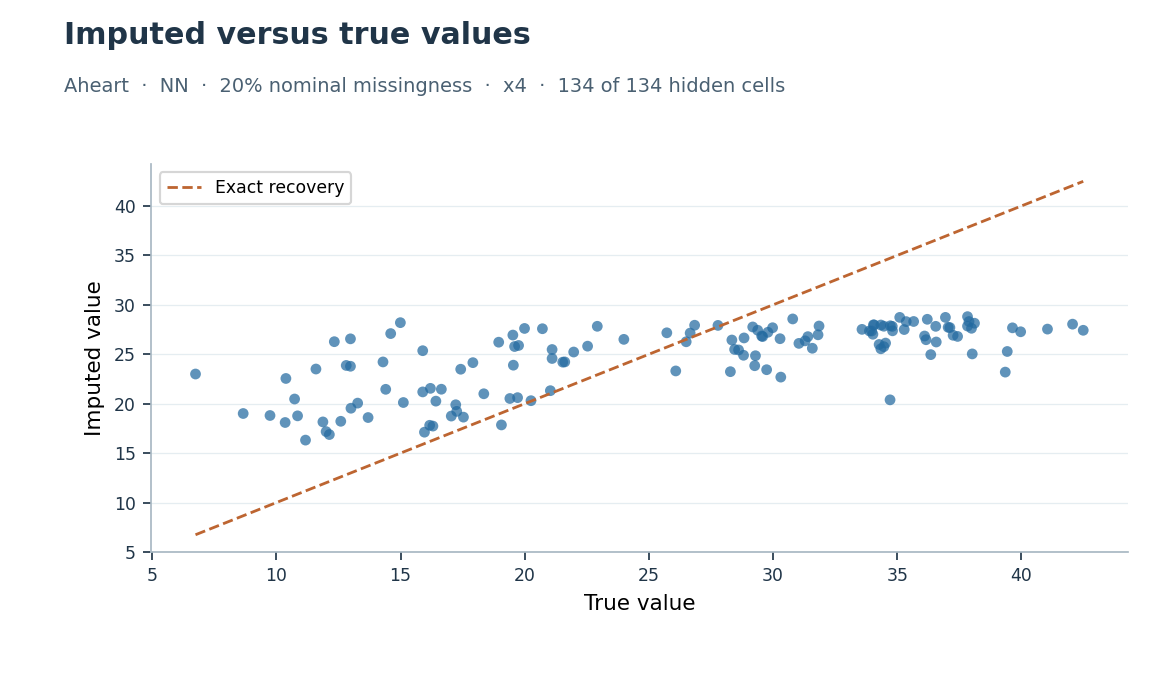 Imputed versus true values
Aheart · NN · 20% nominal missingness · x4 · 134 of 134 hidden cells
Exact recovery
Imputed value
40
35
30
25
20
15
10
5
5 10 15 20 25 30 35 40
True value